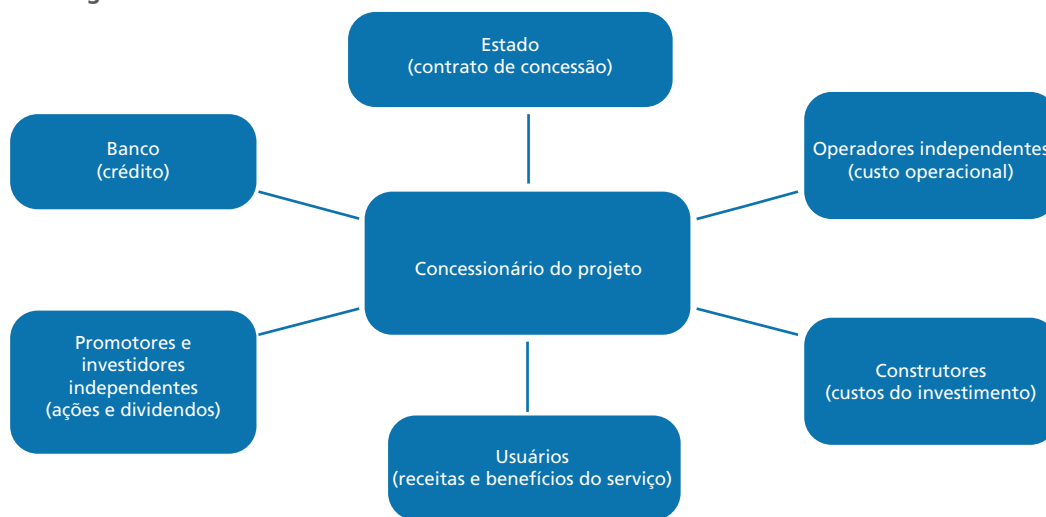 Estado
(contrato de concessão)
Banco
(crédito)
Operadores independentes
(custo operacional)
Concessionário do projeto
Promotores e
investidores
independentes
(ações e dividendos)
Construtores
(custos do investimento)
Usuários
(receitas e benefícios do serviço)